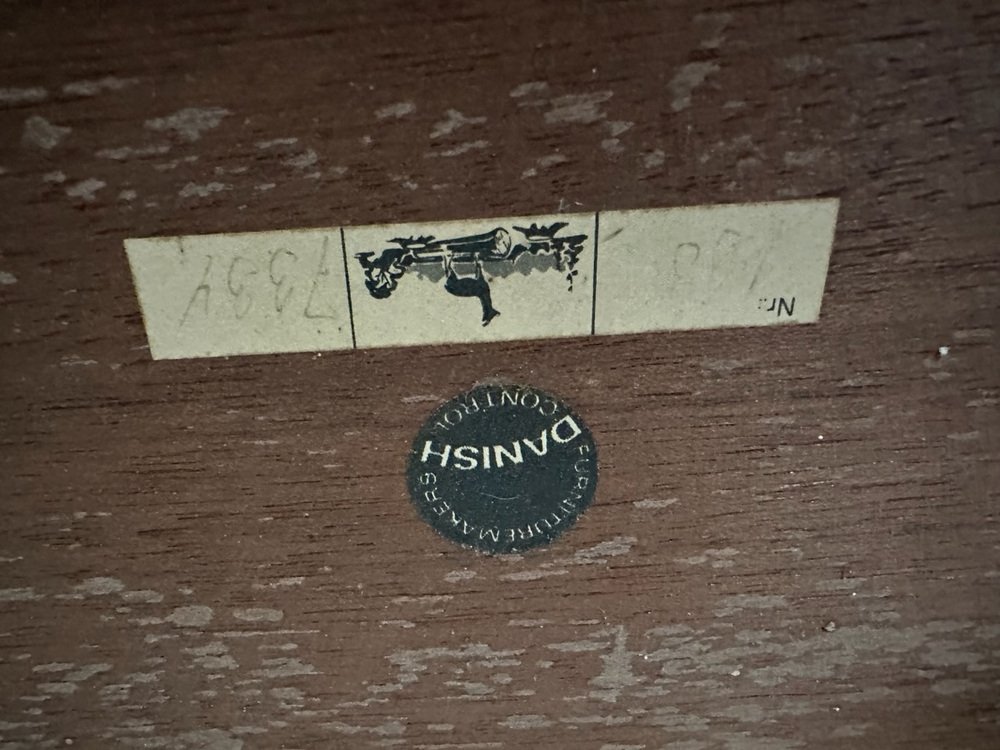 Nr.:
FURNITUREMAKERS
DANISH
CONTROL